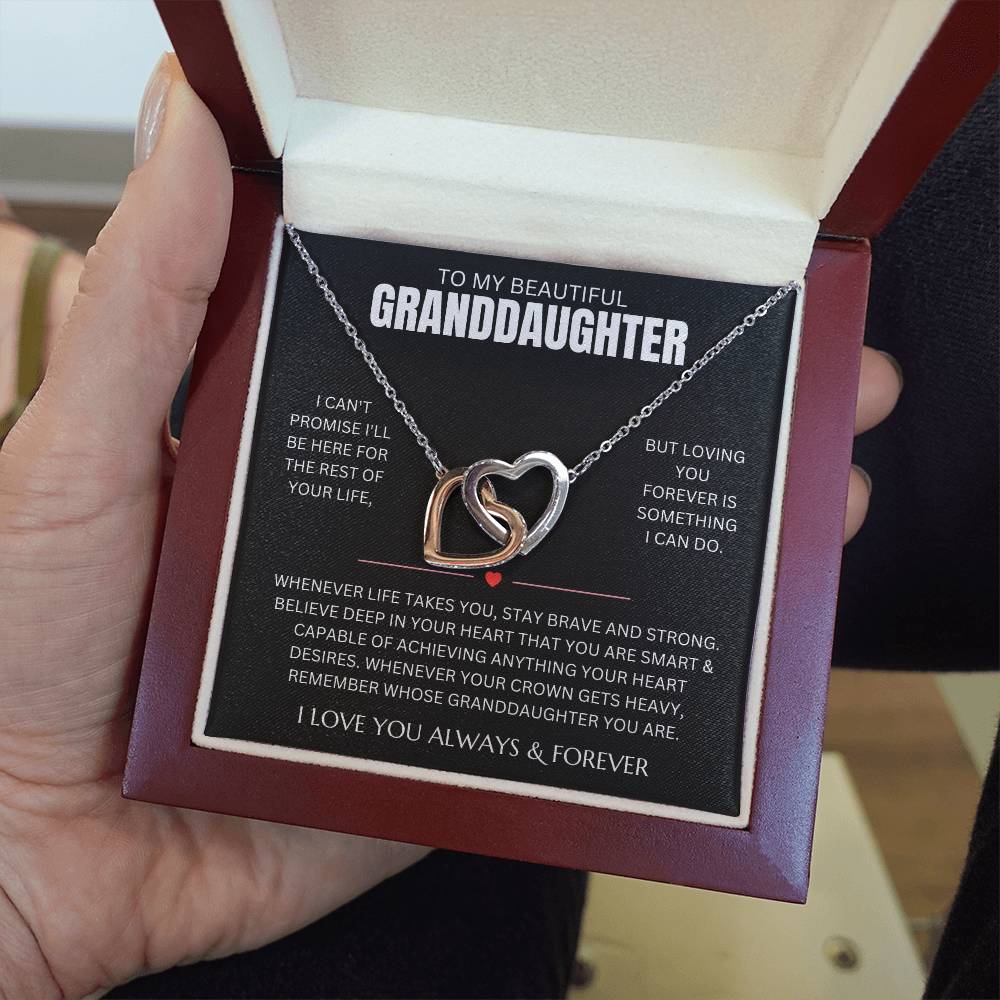 TO MY BEAUTIFUL
GRANDDAUGHTER
I CAN'T
PROMISE I'LL
BE HERE FOR
THE REST OF
YOUR LIFE,
BUT LOVING
YOU
FOREVER IS
SOMETHING
I CAN DO.
WHENEVER LIFE TAKES YOU, STAY BRAVE AND STRONG.
BELIEVE DEEP IN YOUR HEART THAT YOU ARE SMART &
CAPABLE OF ACHIEVING ANYTHING YOUR HEART
DESIRES. WHENEVER YOUR CROWN GETS HEAVY,
REMEMBER WHOSE GRANDDAUGHTER YOU ARE.
I LOVE YOU ALWAYS & FOREVER